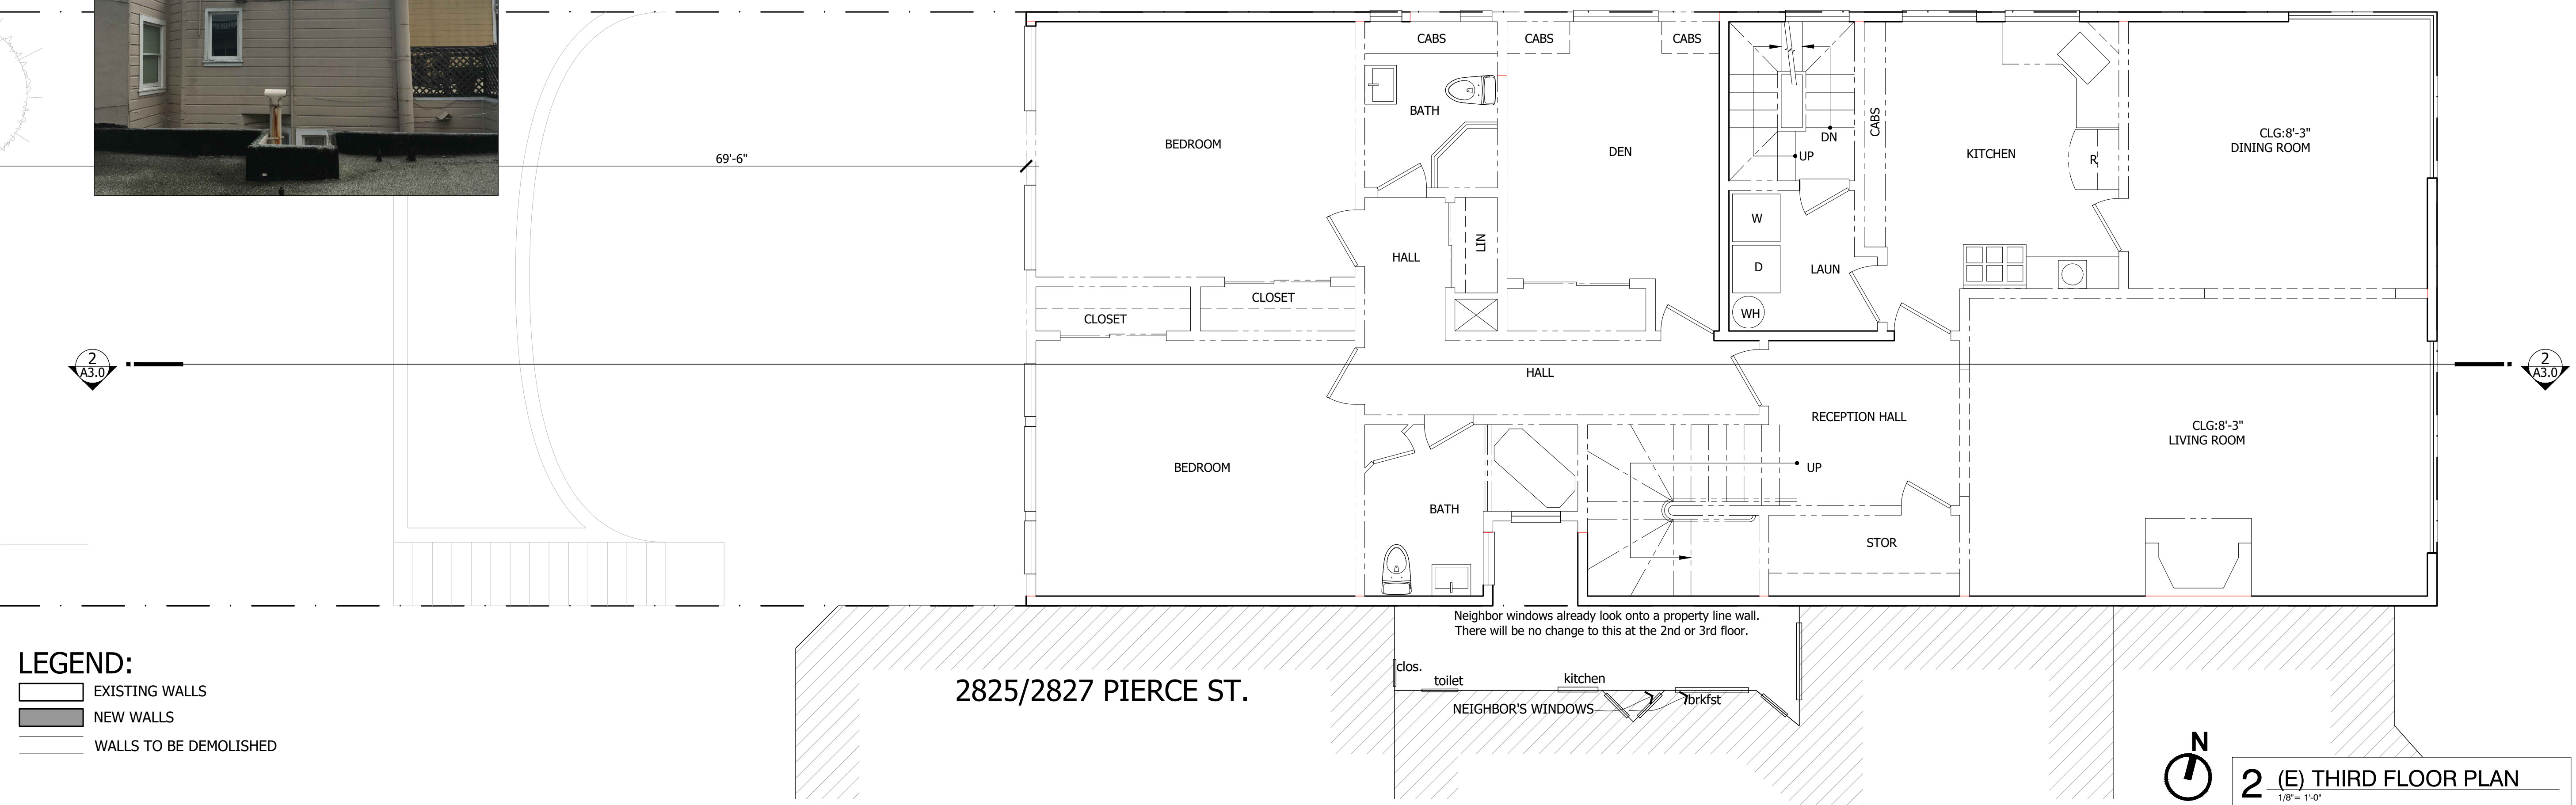 CABS
CABS
CABS
BATH
BEDROOM
DEN
DN
UP
CABS
KITCHEN
R
CLG:8'-3"
DINING ROOM
69'-6"
W
D
WH
LAUN
HALL
LIN
CLOSET
CLOSET
2
A3.0
HALL
2
A3.0
RECEPTION HALL
CLG:8'-3"
LIVING ROOM
BEDROOM
UP
BATH
STOR
Neighbor windows already look onto a property line wall.
There will be no change to this at the 2nd or 3rd floor.
clos.
toilet
kitchen
brkfst
NEIGHBOR'S WINDOWS
2825/2827 PIERCE ST.
LEGEND:
EXISTING WALLS
NEW WALLS
WALLS TO BE DEMOLISHED
N
2 (E) THIRD FLOOR PLAN
1/8"= 1'-0"